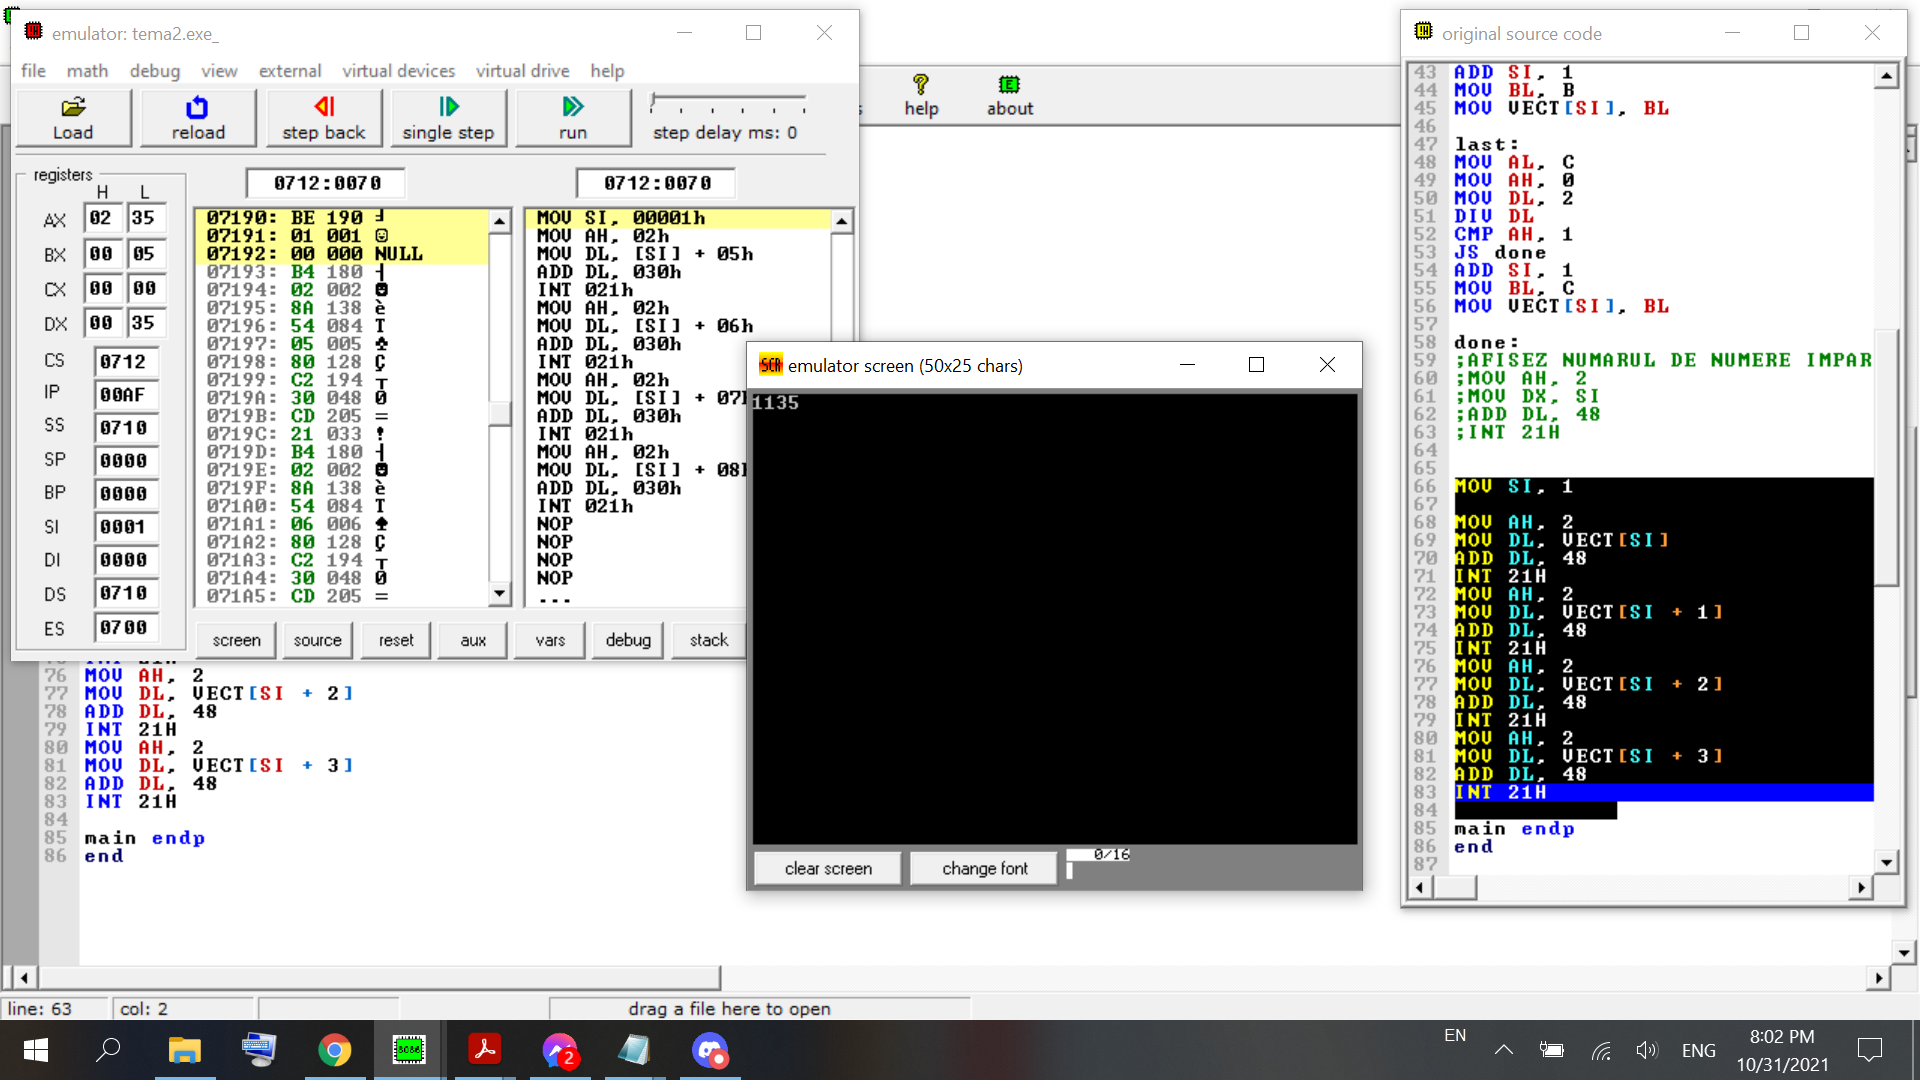 emulator: tema2.exe_
file math debug view external virtual devices virtual drive help
Load reload step back single step run step delay ms: 0
help about
registers
H L
AX 02 35
BX 00 05
CX 00 00
DX 00 35
CS 0712
IP 00AF
SS 0710
SP 0000
BP 0000
SI 0001
DI 0000
DS 0710
ES 0700
0712:0070
0712:0070
07190: BE 190 ╛
07191: 01 001 ☺
07192: 00 000 NULL
07193: B4 180 ┤
07194: 02 002 ☻
07195: 8A 138 è
07196: 54 084 T
07197: 05 005 ♣
07198: 80 128 Ç
07199: C2 194 ┬
0719A: 30 048 0
0719B: CD 205 =
0719C: 21 033 !
0719D: B4 180 ┤
0719E: 02 002 ☻
0719F: 8A 138 è
071A0: 54 084 T
071A1: 06 006 ♠
071A2: 80 128 Ç
071A3: C2 194 ┬
071A4: 30 048 0
071A5: CD 205 =
MOV SI, 00001h
MOV AH, 02h
MOV DL, [SI] + 05h
ADD DL, 030h
INT 021h
MOV AH, 02h
MOV DL, [SI] + 06h
ADD DL, 030h
INT 021h
MOV AH, 02h
MOV DL, [SI] + 07
ADD DL, 030h
INT 021h
MOV AH, 02h
MOV DL, [SI] + 08
ADD DL, 030h
INT 021h
NOP
NOP
NOP
NOP
...
screen source reset aux vars debug stack
76 MOV AH, 2
77 MOV DL, VECT[SI + 2]
78 ADD DL, 48
79 INT 21H
80 MOV AH, 2
81 MOV DL, VECT[SI + 3]
82 ADD DL, 48
83 INT 21H
84
85 main endp
86 end
SCR emulator screen (50x25 chars)
1135
clear screen change font 0/16
original source code
43 ADD SI, 1
44 MOV BL, B
45 MOV VECT[SI], BL
46
47 last:
48 MOV AL, C
49 MOV AH, 0
50 MOV DL, 2
51 DIV DL
52 CMP AH, 1
53 JS done
54 ADD SI, 1
55 MOV BL, C
56 MOV VECT[SI], BL
57
58 done:
59 ;AFISEZ NUMARUL DE NUMERE IMPAR
60 ;MOV AH, 2
61 ;MOV DX, SI
62 ;ADD DL, 48
63 ;INT 21H
64
65
66 MOV SI, 1
67
68 MOV AH, 2
69 MOV DL, VECT[SI]
70 ADD DL, 48
71 INT 21H
72 MOV AH, 2
73 MOV DL, VECT[SI + 1]
74 ADD DL, 48
75 INT 21H
76 MOV AH, 2
77 MOV DL, VECT[SI + 2]
78 ADD DL, 48
79 INT 21H
80 MOV AH, 2
81 MOV DL, VECT[SI + 3]
82 ADD DL, 48
83 INT 21H
84
85 main endp
86 end
87
line: 63 col: 2 drag a file here to open
8086
2
EN
ENG
8:02 PM
10/31/2021